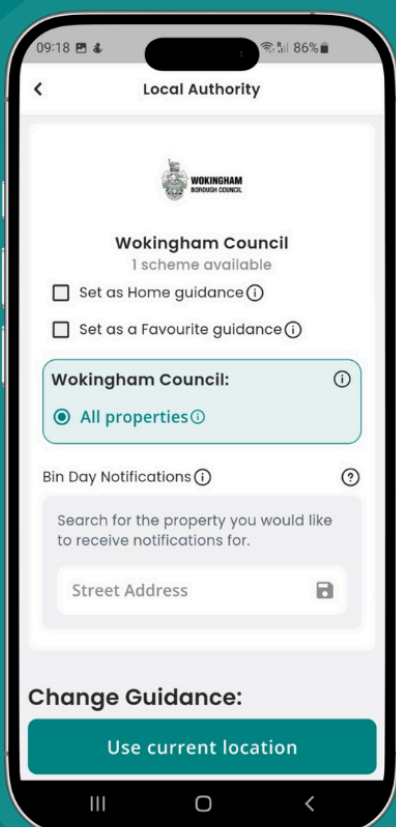 09:18 86%
Local Authority
WOKINGHAM
BOROUGH COUNCIL
Wokingham Council
1 scheme available
Set as Home guidance
Set as a Favourite guidance
Wokingham Council:
All properties
Bin Day Notifications
Search for the property you would like
to receive notifications for.
Street Address
Change Guidance:
Use current location